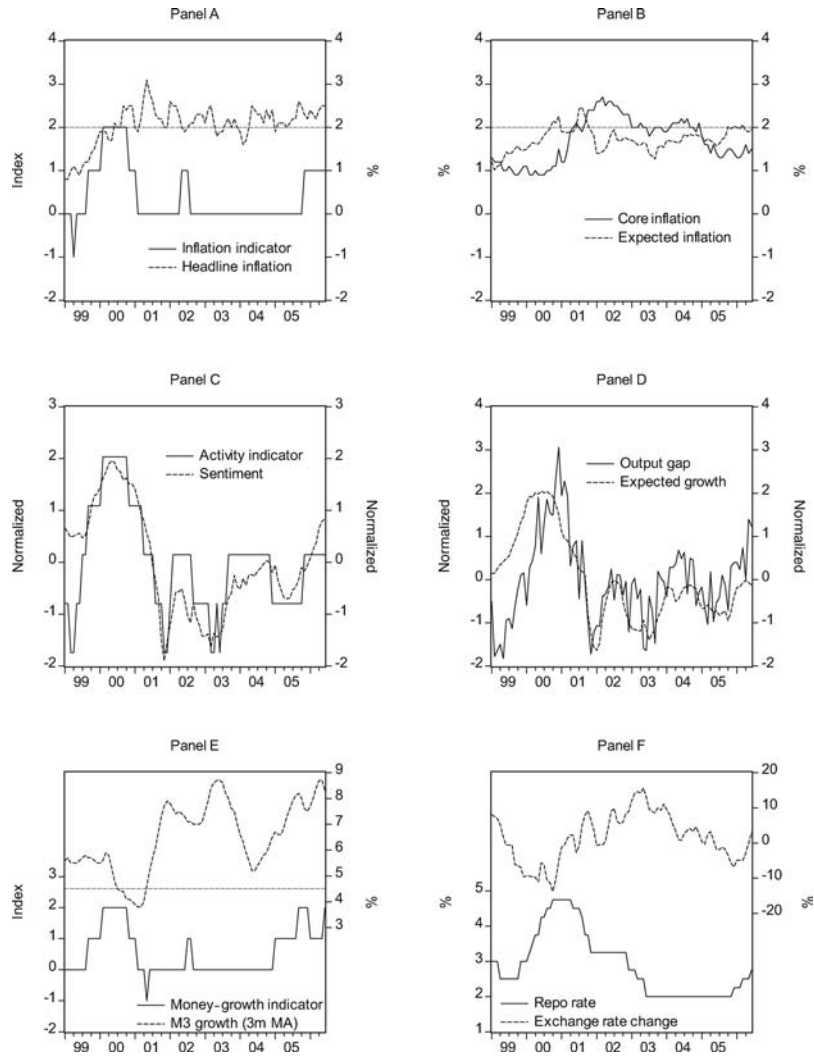 Panel A
4
3
2
1
0
-1
-2
Index
4
3
2
1
0
-1
-2
%
Inflation indicator
Headline inflation
99 00 01 02 03 04 05
Panel B
4
3
2
1
0
-1
-2
%
4
3
2
1
0
-1
-2
%
Core inflation
Expected inflation
99 00 01 02 03 04 05
Panel C
3
2
1
0
-1
-2
Normalized
3
2
1
0
-1
-2
Normalized
Activity indicator
Sentiment
99 00 01 02 03 04 05
Panel D
4
3
2
1
0
-1
-2
Normalized
4
3
2
1
0
-1
-2
%
Output gap
Expected growth
99 00 01 02 03 04 05
Panel E
3
2
1
0
-1
-2
Index
9
8
7
6
5
4
3
%
Money-growth indicator
M3 growth (3m MA)
99 00 01 02 03 04 05
Panel F
5
4
3
2
1
%
20
10
0
-10
-20
%
Repo rate
Exchange rate change
99 00 01 02 03 04 05